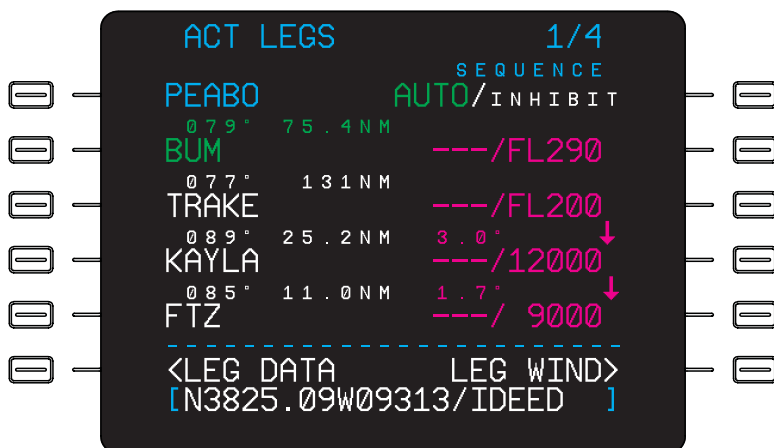 ACT LEGS 1/4
SEQUENCE
PEABO AUTO/INHIBIT
079° 75.4NM
BUM ---/FL290
077° 131NM
TRAKE ---/FL200
089° 25.2NM 3.0° ↓
KAYLA ---/12000
085° 11.0NM 1.7° ↓
FTZ ---/ 9000
------------------------
<LEG DATA LEG WIND>
[N3825.09W09313/IDEED ]